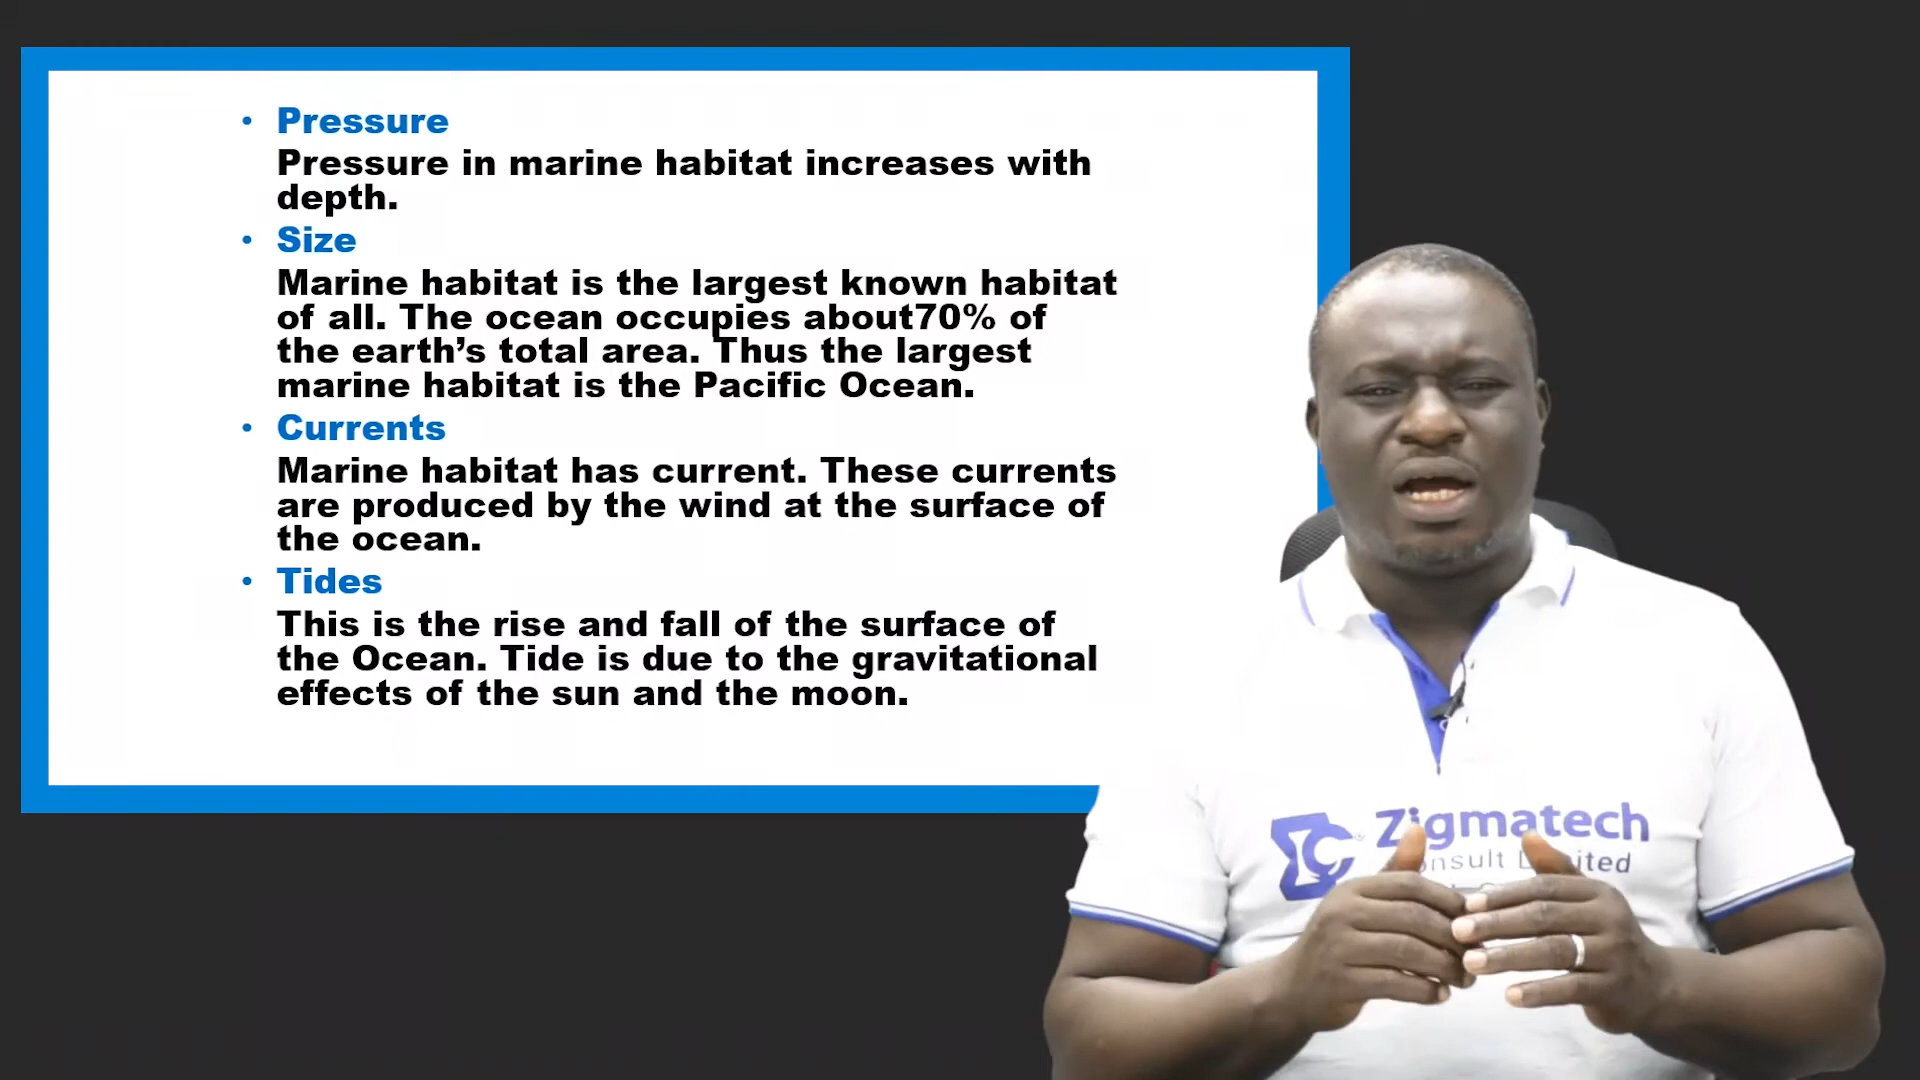 • Pressure
Pressure in marine habitat increases with
depth.
• Size
Marine habitat is the largest known habitat
of all. The ocean occupies about70% of
the earth’s total area. Thus the largest
marine habitat is the Pacific Ocean.
• Currents
Marine habitat has current. These currents
are produced by the wind at the surface of
the ocean.
• Tides
This is the rise and fall of the surface of
the Ocean. Tide is due to the gravitational
effects of the sun and the moon.
Zigmatech